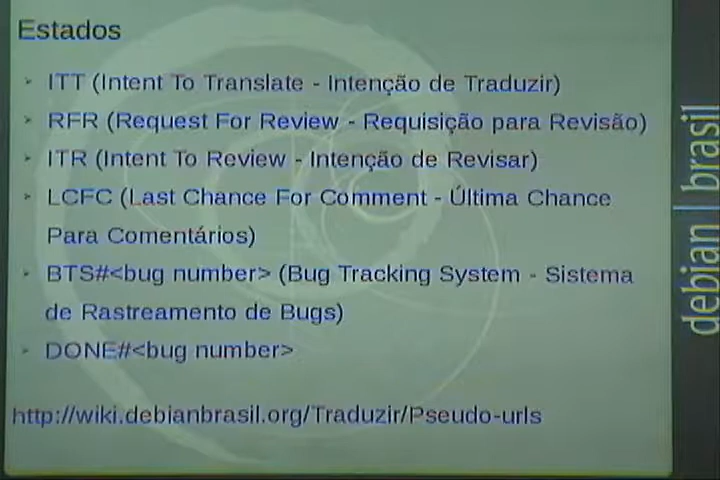 Estados
ITT (Intent To Translate - Intenção de Traduzir)
RFR (Request For Review - Requisição para Revisão)
ITR (Intent To Review - Intenção de Revisar)
LCFC (Last Chance For Comment - Última Chance
Para Comentários)
BTS#<bug number> (Bug Tracking System - Sistema
de Rastreamento de Bugs)
DONE#<bug number>
http://wiki.debianbrasil.org/Traduzir/Pseudo-urls
debian | brasil